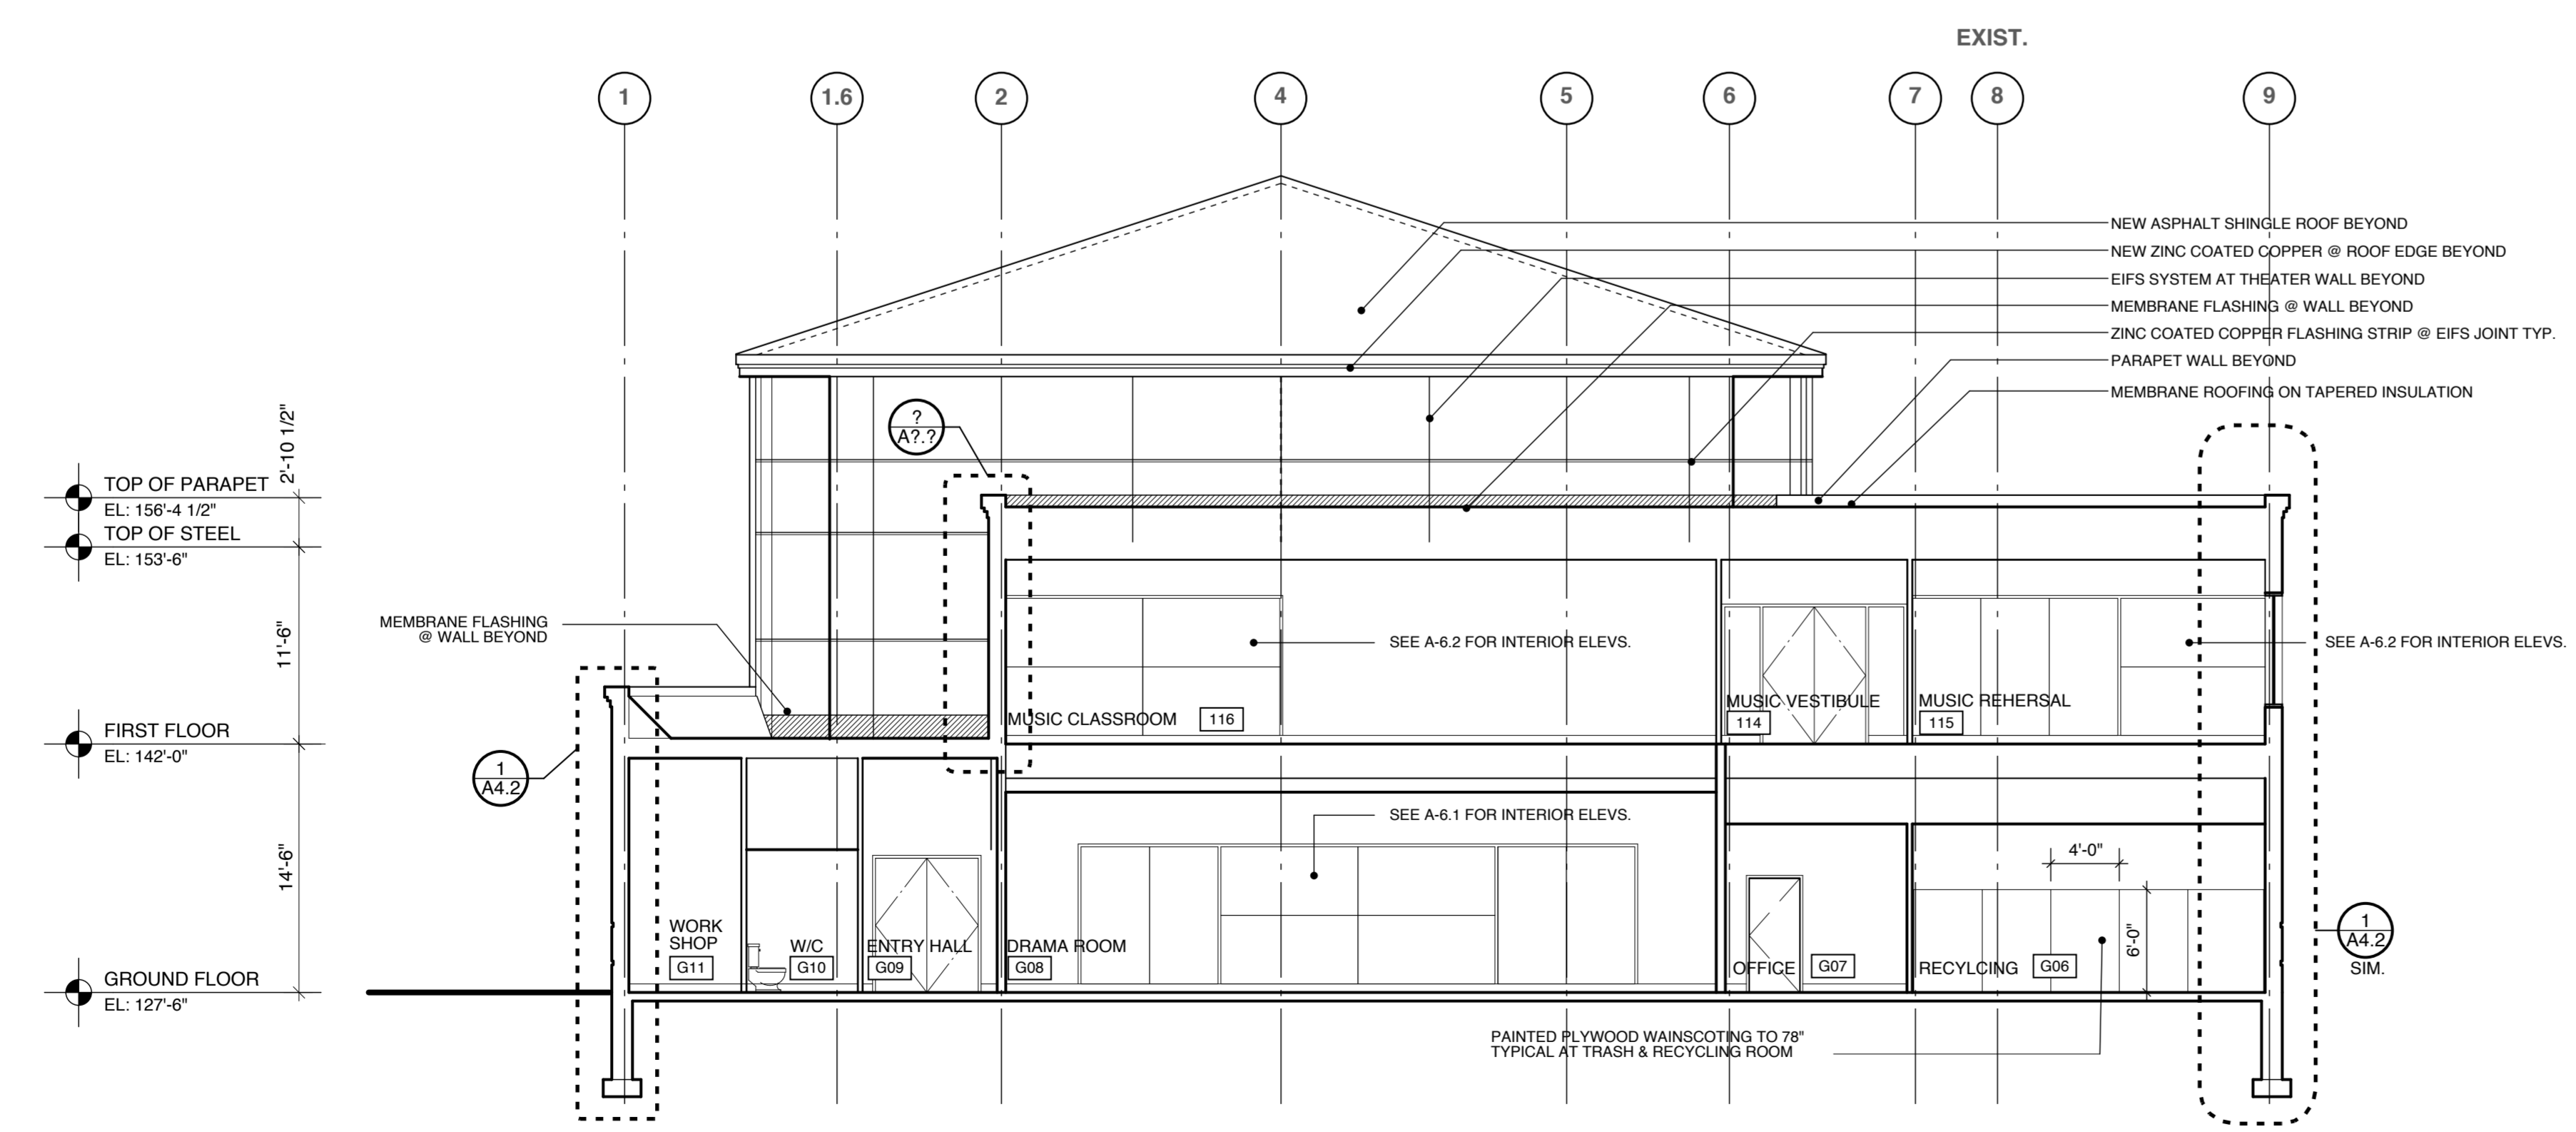 EXIST.
1
1.6
2
4
5
6
7
8
9
NEW ASPHALT SHINGLE ROOF BEYOND
NEW ZINC COATED COPPER @ ROOF EDGE BEYOND
EIFS SYSTEM AT THEATER WALL BEYOND
MEMBRANE FLASHING @ WALL BEYOND
ZINC COATED COPPER FLASHING STRIP @ EIFS JOINT TYP.
PARAPET WALL BEYOND
MEMBRANE ROOFING ON TAPERED INSULATION
2'-10 1/2"
?
A?.?
TOP OF PARAPET
EL: 156'-4 1/2"
TOP OF STEEL
EL: 153'-6"
11'-6"
MEMBRANE FLASHING
@ WALL BEYOND
SEE A-6.2 FOR INTERIOR ELEVS.
SEE A-6.2 FOR INTERIOR ELEVS.
MUSIC CLASSROOM
116
MUSIC VESTIBULE
114
MUSIC REHERSAL
115
FIRST FLOOR
EL: 142'-0"
1
A4.2
14'-6"
SEE A-6.1 FOR INTERIOR ELEVS.
4'-0"
6'-0"
WORK
SHOP
G11
W/C
G10
ENTRY HALL
G09
DRAMA ROOM
G08
OFFICE
G07
RECYLCING
G06
1
A4.2
SIM.
GROUND FLOOR
EL: 127'-6"
PAINTED PLYWOOD WAINSCOTING TO 78"
TYPICAL AT TRASH & RECYCLING ROOM